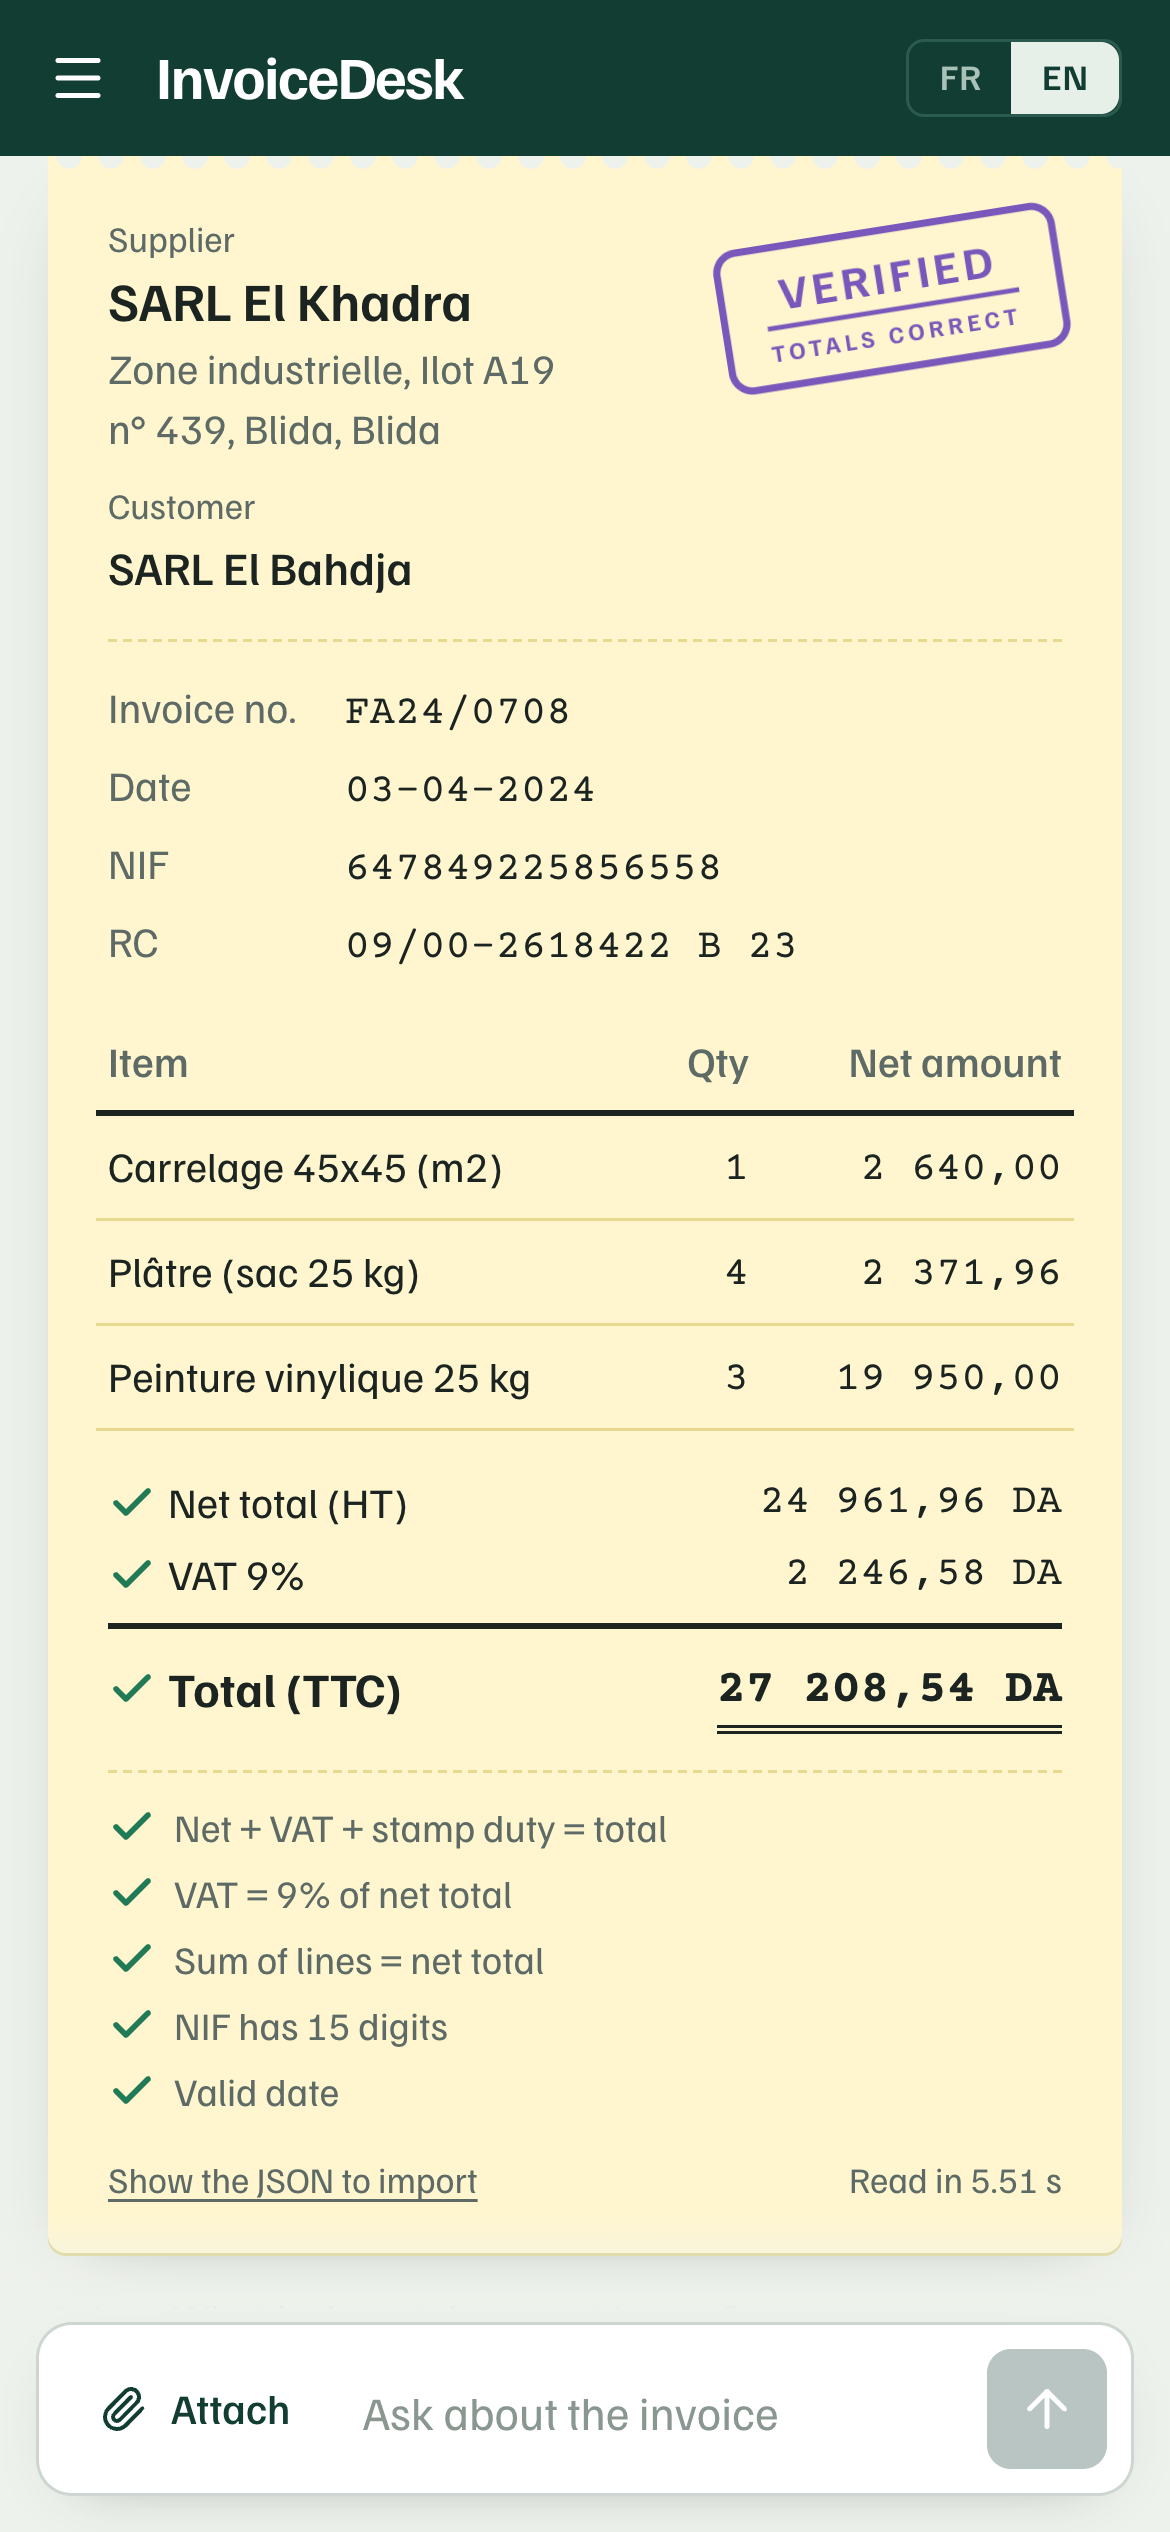 InvoiceDesk
FR EN
Supplier
SARL El Khadra
Zone industrielle, Ilot A19
n° 439, Blida, Blida
VERIFIED
TOTALS CORRECT
Customer
SARL El Bahdja
Invoice no. FA24/0708
Date 03-04-2024
NIF 647849225856558
RC 09/00-2618422 B 23
Item Qty Net amount
Carrelage 45x45 (m2) 1 2 640,00
Plâtre (sac 25 kg) 4 2 371,96
Peinture vinylique 25 kg 3 19 950,00
Net total (HT) 24 961,96 DA
VAT 9% 2 246,58 DA
Total (TTC) 27 208,54 DA
Net + VAT + stamp duty = total
VAT = 9% of net total
Sum of lines = net total
NIF has 15 digits
Valid date
Show the JSON to import Read in 5.51 s
Attach Ask about the invoice